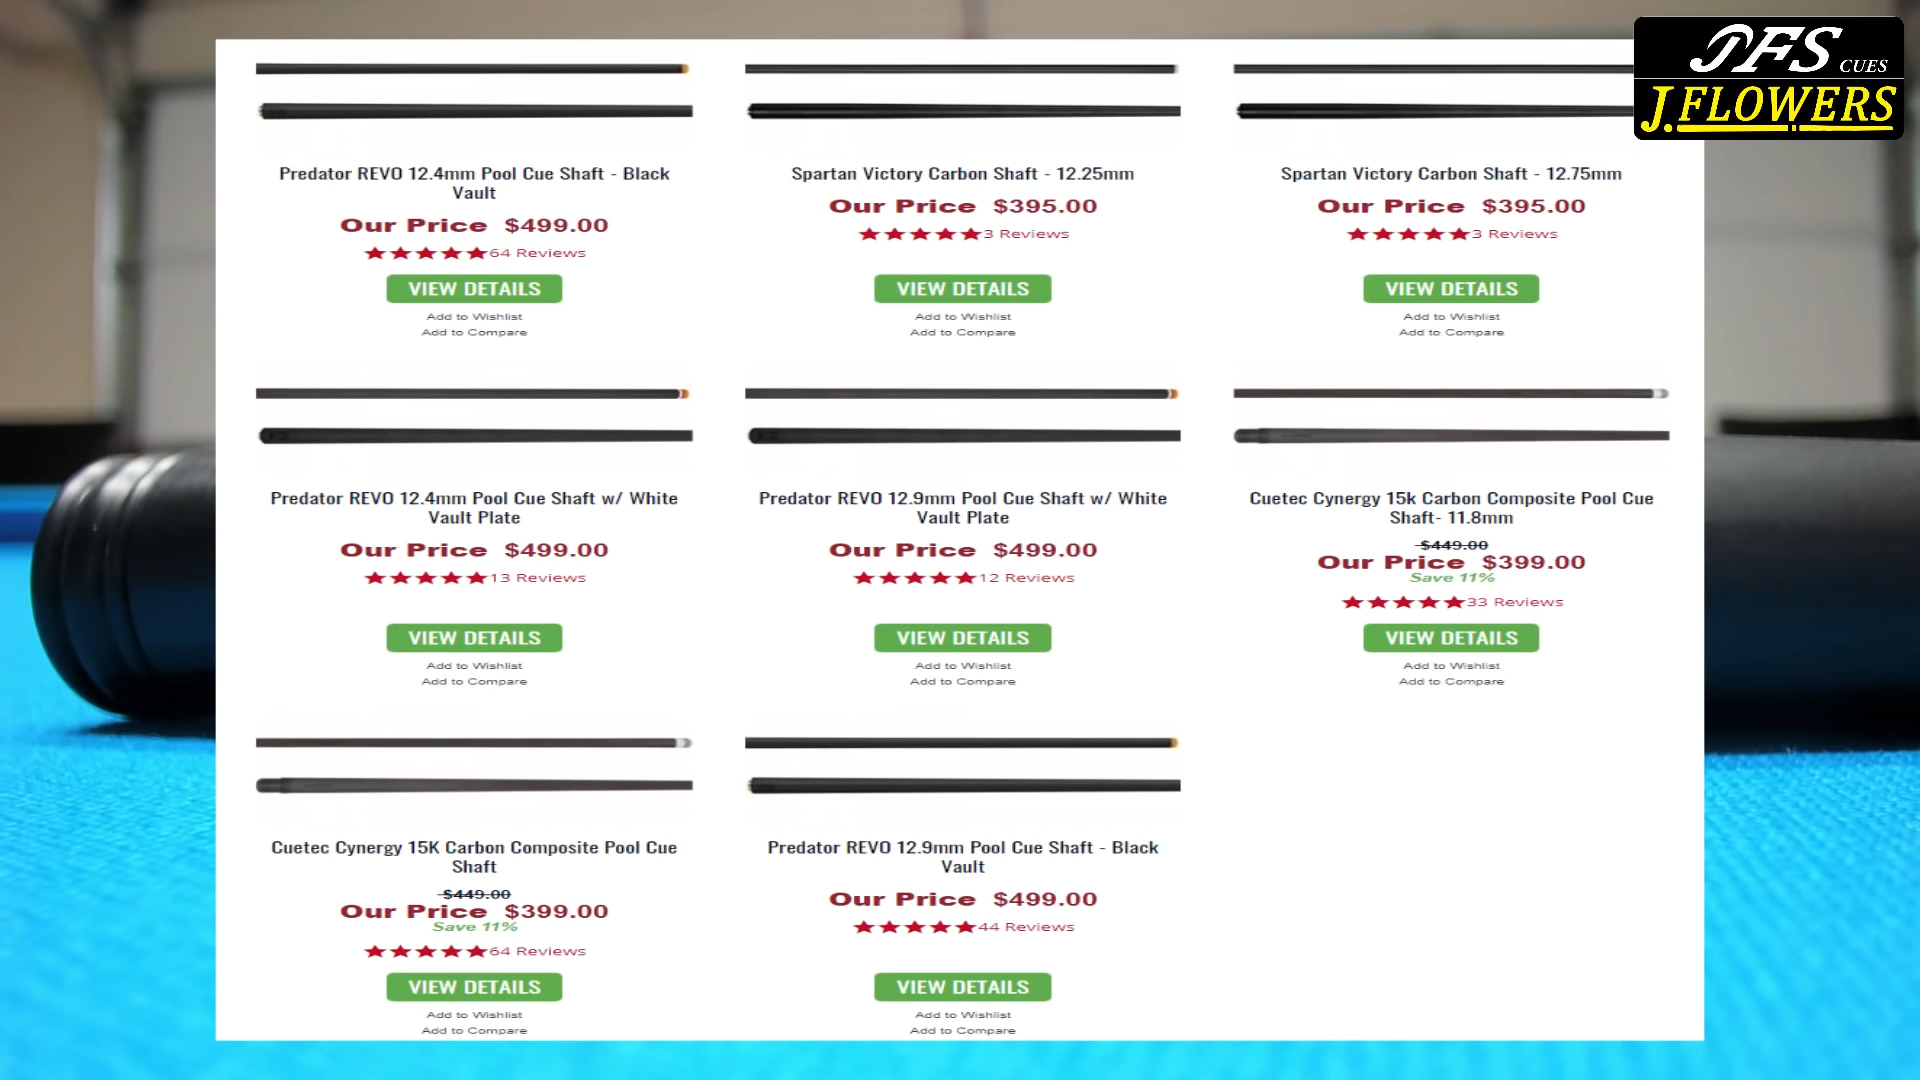 JFS CUES
J.FLOWERS
Predator REVO 12.4mm Pool Cue Shaft - Black
Vault
Our Price $499.00
64 Reviews
VIEW DETAILS
Add to Wishlist
Add to Compare
Spartan Victory Carbon Shaft - 12.25mm
Our Price $395.00
3 Reviews
VIEW DETAILS
Add to Wishlist
Add to Compare
Spartan Victory Carbon Shaft - 12.75mm
Our Price $395.00
3 Reviews
VIEW DETAILS
Add to Wishlist
Add to Compare
Predator REVO 12.4mm Pool Cue Shaft w/ White
Vault Plate
Our Price $499.00
13 Reviews
VIEW DETAILS
Add to Wishlist
Add to Compare
Predator REVO 12.9mm Pool Cue Shaft w/ White
Vault Plate
Our Price $499.00
12 Reviews
VIEW DETAILS
Add to Wishlist
Add to Compare
Cuetec Cynergy 15k Carbon Composite Pool Cue
Shaft- 11.8mm
$449.00
Our Price $399.00
Save 11%
33 Reviews
VIEW DETAILS
Add to Wishlist
Add to Compare
Cuetec Cynergy 15K Carbon Composite Pool Cue
Shaft
$449.00
Our Price $399.00
Save 11%
64 Reviews
VIEW DETAILS
Add to Wishlist
Add to Compare
Predator REVO 12.9mm Pool Cue Shaft - Black
Vault
Our Price $499.00
44 Reviews
VIEW DETAILS
Add to Wishlist
Add to Compare